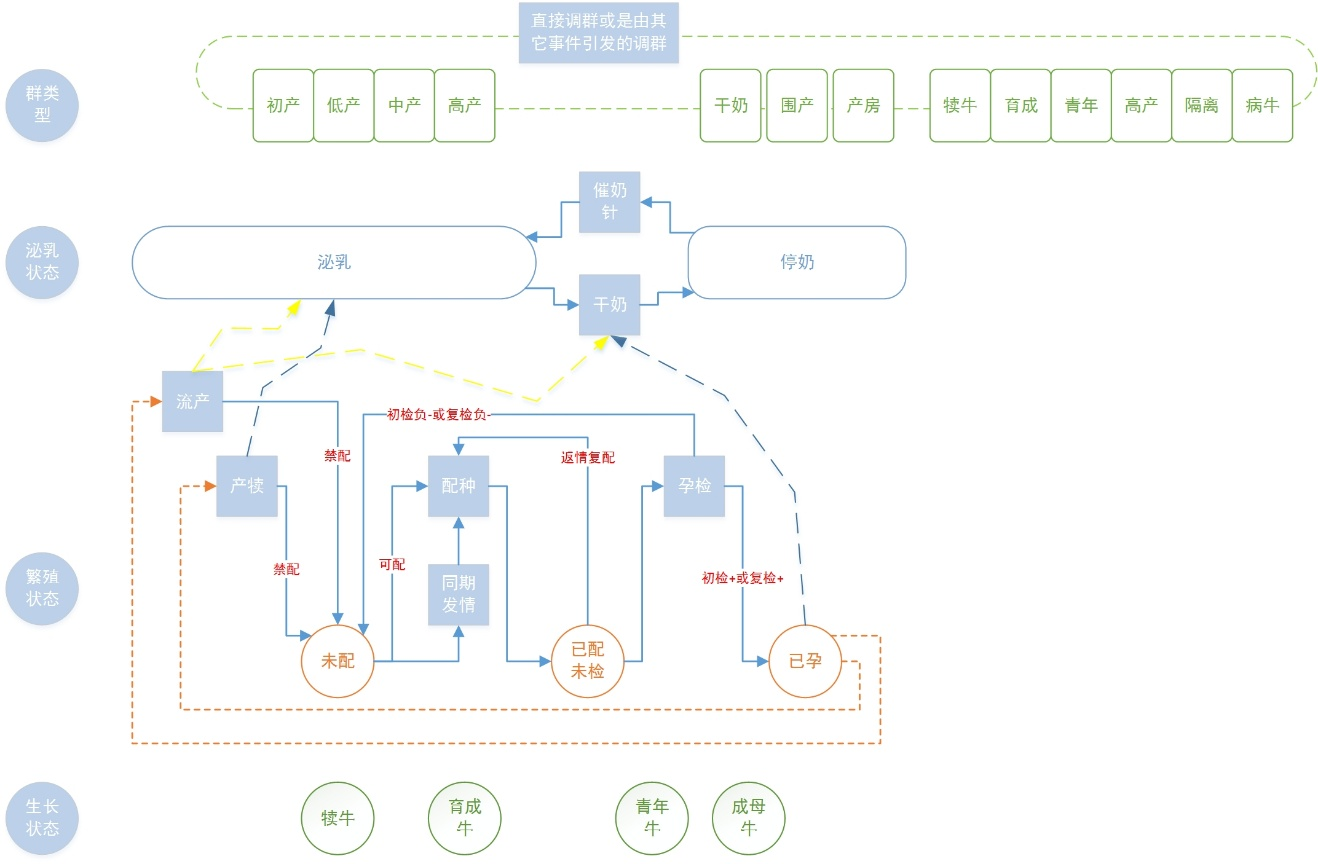 直接调群或是由其
它事件引发的调群
群类
型
初产
低产
中产
高产
干奶
围产
产房
犊牛
育成
青年
高产
隔离
病牛
催奶
针
泌乳
状态
泌乳
停奶
干奶
流产
初检负-或复检负-
禁配
返情复配
产犊
配种
孕检
禁配
可配
同期
发情
初检+或复检+
繁殖
状态
未配
已配
未检
已孕
生长
状态
犊牛
育成
牛
青年
牛
成母
牛